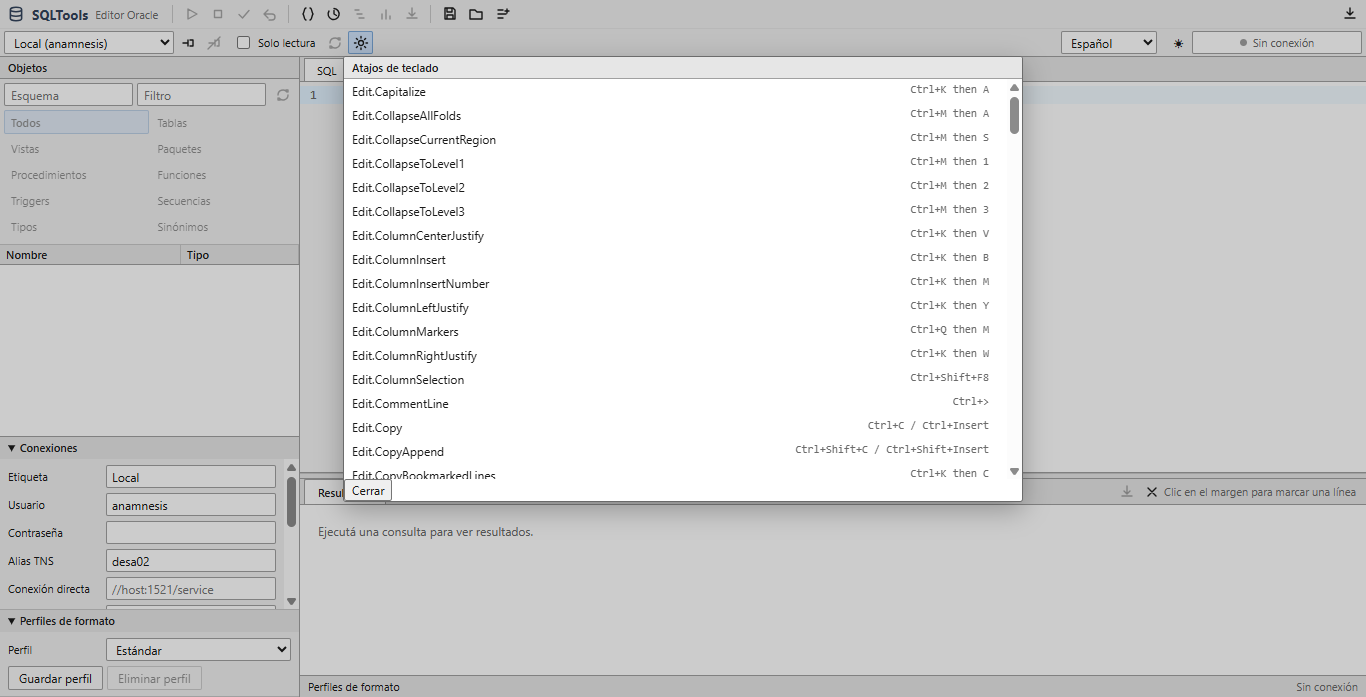 SQLTools Editor Oracle
Local (anamnesis)
Solo lectura
Español
Sin conexión
Objetos
Esquema
Filtro
Todos
Tablas
Vistas
Paquetes
Procedimientos
Funciones
Triggers
Secuencias
Tipos
Sinónimos
Nombre
Tipo
Conexiones
Etiqueta
Local
Usuario
anamnesis
Contraseña
Alias TNS
desa02
Conexión directa
//host:1521/service
Perfiles de formato
Perfil
Estándar
Guardar perfil
Eliminar perfil
SQL
1
Atajos de teclado
Edit.Capitalize Ctrl+K then A
Edit.CollapseAllFolds Ctrl+M then A
Edit.CollapseCurrentRegion Ctrl+M then S
Edit.CollapseToLevel1 Ctrl+M then 1
Edit.CollapseToLevel2 Ctrl+M then 2
Edit.CollapseToLevel3 Ctrl+M then 3
Edit.ColumnCenterJustify Ctrl+K then V
Edit.ColumnInsert Ctrl+K then B
Edit.ColumnInsertNumber Ctrl+K then M
Edit.ColumnLeftJustify Ctrl+K then Y
Edit.ColumnMarkers Ctrl+Q then M
Edit.ColumnRightJustify Ctrl+K then W
Edit.ColumnSelection Ctrl+Shift+F8
Edit.CommentLine Ctrl+>
Edit.Copy Ctrl+C / Ctrl+Insert
Edit.CopyAppend Ctrl+Shift+C / Ctrl+Shift+Insert
Edit.CopyBookmarkedLines Ctrl+K then C
Cerrar
Resu
Clic en el margen para marcar una línea
Ejecutá una consulta para ver resultados.
Perfiles de formato
Sin conexión